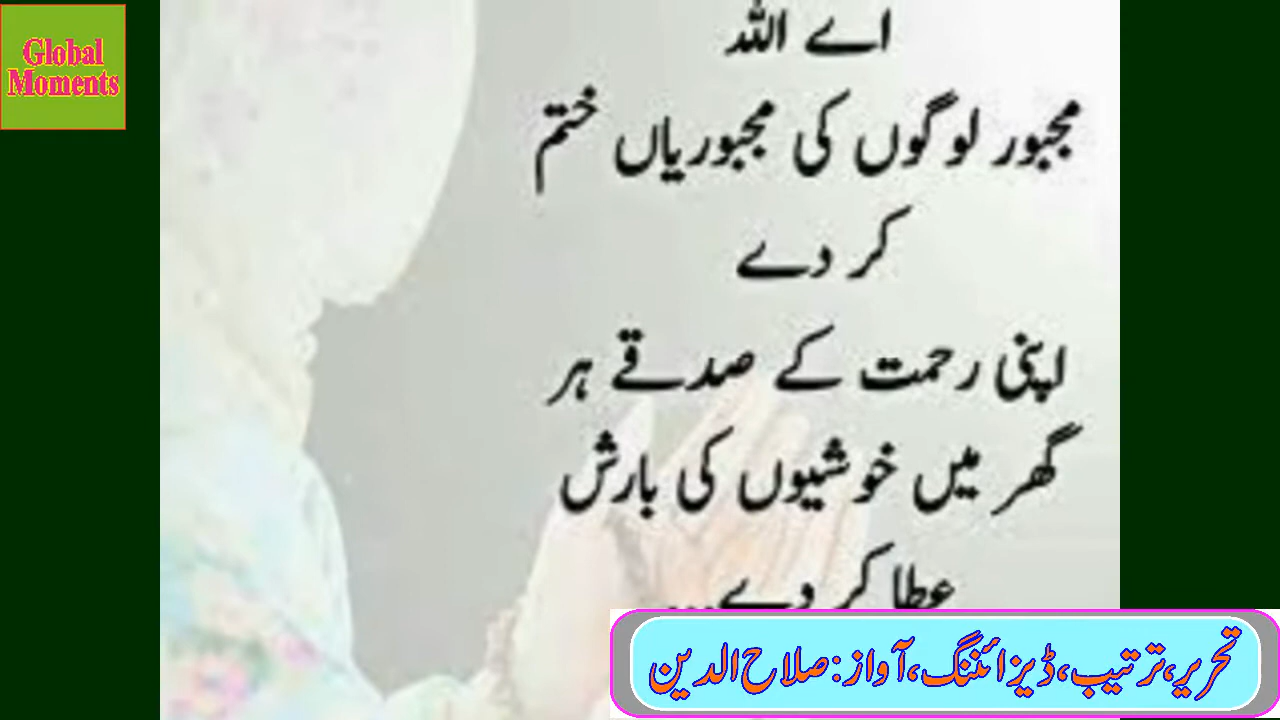 Global
Moments
اے اللہ
مجبور لوگوں کی مجبوریاں ختم
کر دے
اپنی رحمت کے صدقے ہر
گھر میں خوشیوں کی بارش
عطا کر دے...
تحریر،ترتیب،ڈیزائننگ،آواز:صلاح الدین